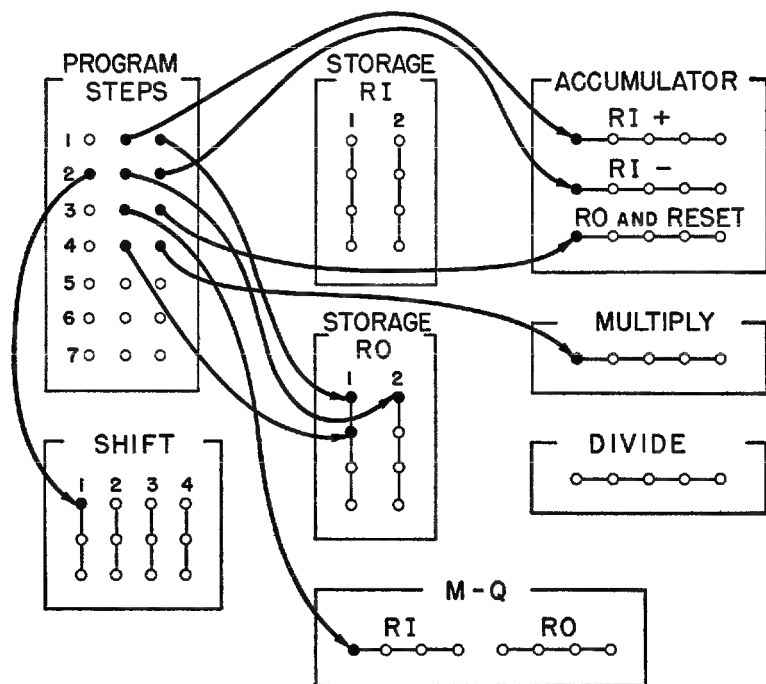 PROGRAM
STEPS
1
2
3
4
5
6
7
STORAGE
RI
1 2
ACCUMULATOR
RI +
RI -
RO AND RESET
STORAGE
RO
1 2
MULTIPLY
SHIFT
1 2 3 4
DIVIDE
M-Q
RI RO